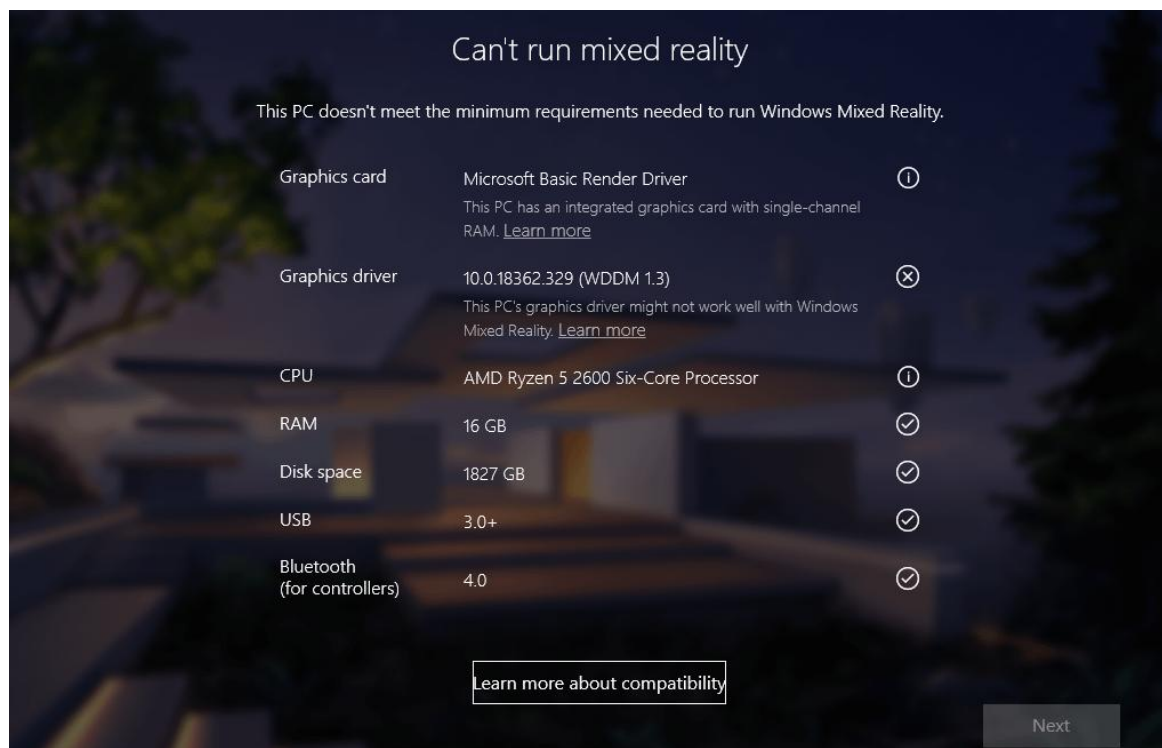 Can't run mixed reality
This PC doesn't meet the minimum requirements needed to run Windows Mixed Reality.
Graphics card
Microsoft Basic Render Driver
This PC has an integrated graphics card with single-channel
RAM. Learn more
Graphics driver
10.0.18362.329 (WDDM 1.3)
This PC's graphics driver might not work well with Windows
Mixed Reality. Learn more
CPU
AMD Ryzen 5 2600 Six-Core Processor
RAM
16 GB
Disk space
1827 GB
USB
3.0+
Bluetooth
(for controllers)
4.0
Learn more about compatibility
Next